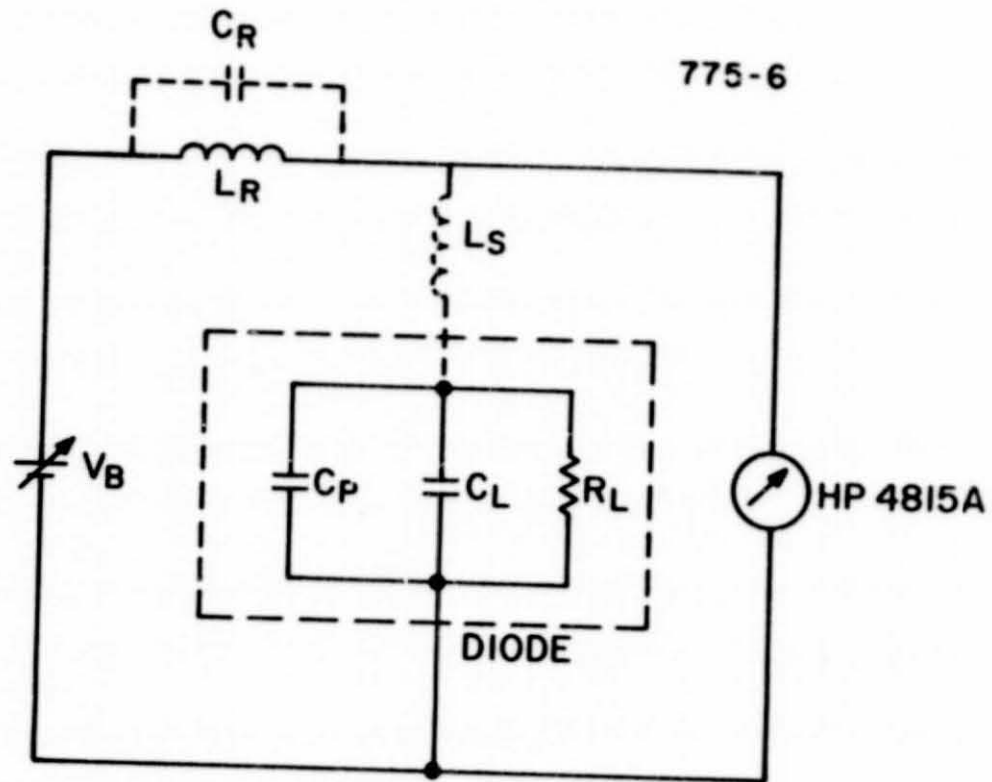 C_R
775-6
L_R
L_S
V_B
C_P
C_L
R_L
HP 4815A
DIODE